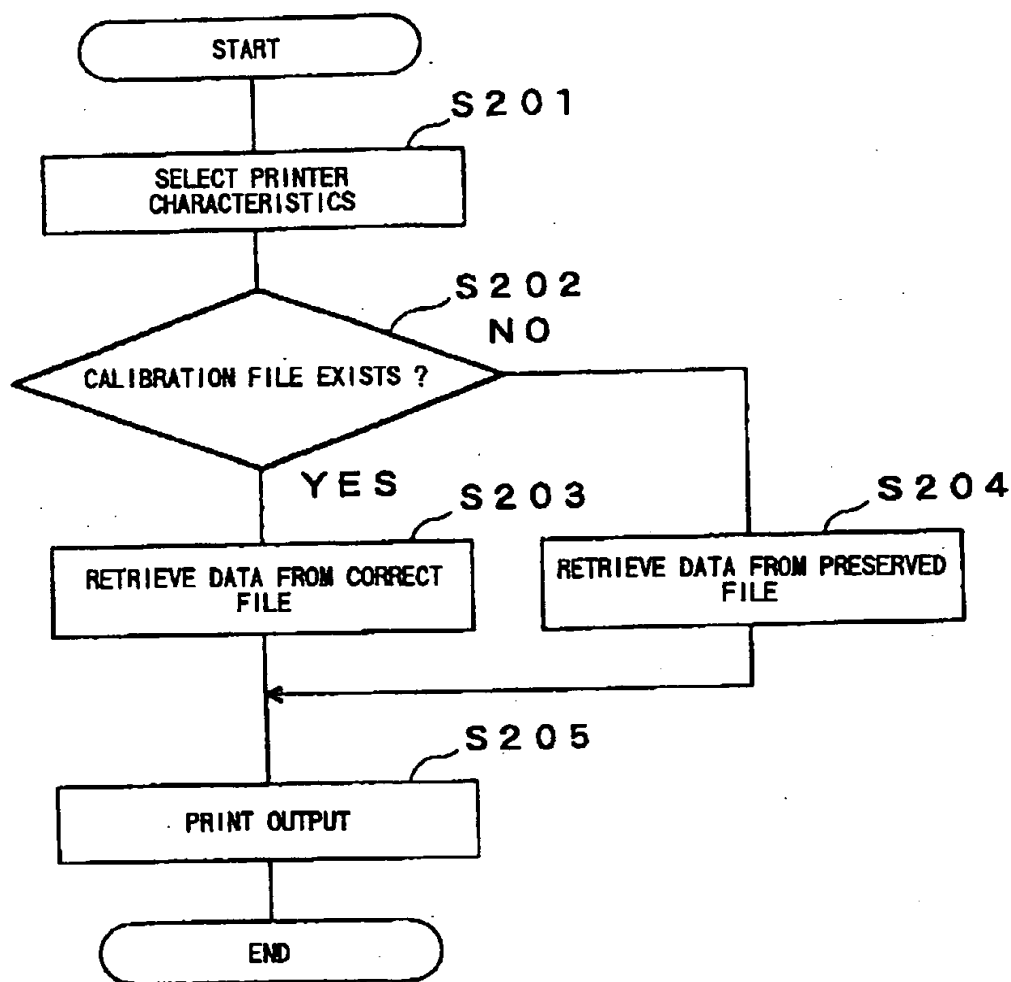 START
S201
SELECT PRINTER
CHARACTERISTICS
S202
NO
CALIBRATION FILE EXISTS ?
YES
S203
S204
RETRIEVE DATA FROM CORRECT
FILE
RETRIEVE DATA FROM PRESERVED
FILE
S205
PRINT OUTPUT
END